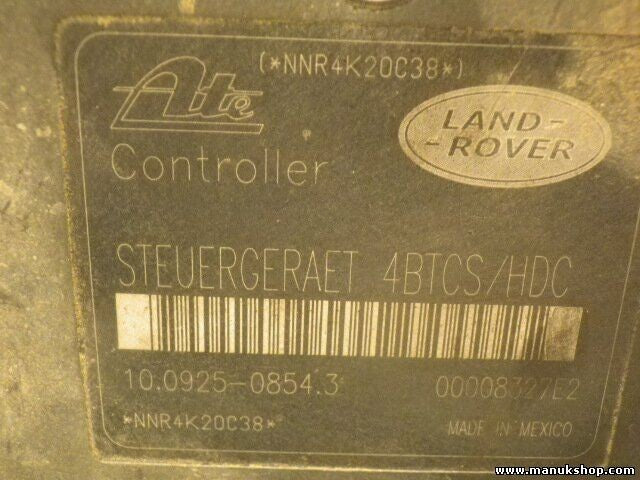 (*NNR4K20C38*)
Ate
LAND-
-ROVER
Controller
STEUERGERAET 4BTCS/HDC
10.0925-0854.3 00008327E2
*NNR4K20C38*
MADE IN MEXICO
www.manukshop.com